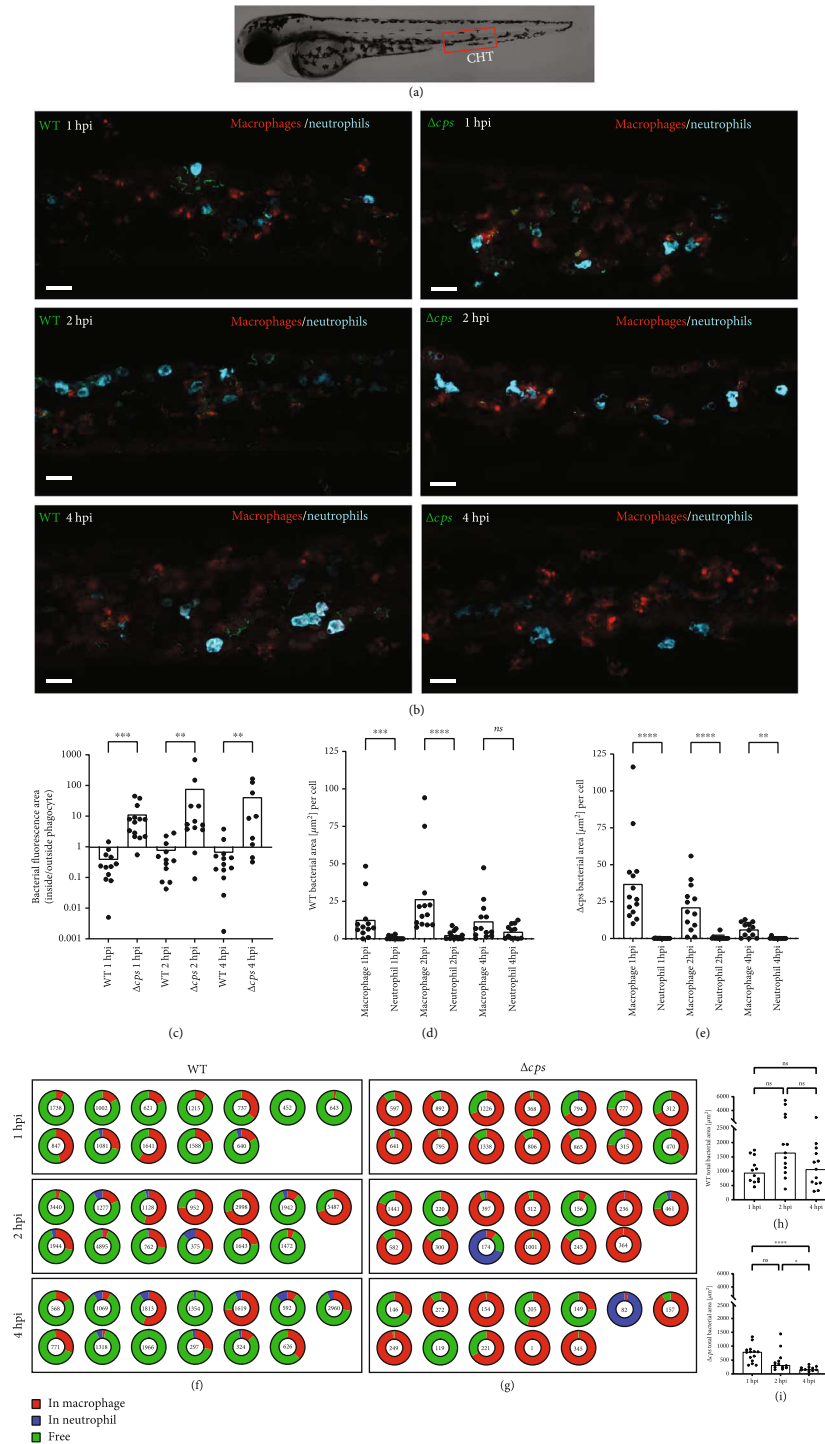 CHT
(a)
WT 1 hpi Macrophages/neutrophils
Δcps 1 hpi Macrophages/neutrophils
WT 2 hpi Macrophages/neutrophils
Δcps 2 hpi Macrophages/neutrophils
WT 4 hpi Macrophages/neutrophils
Δcps 4 hpi Macrophages/neutrophils
(b)
Bacterial fluorescence area
(inside/outside phagocyte)
1000
100
10
1
0.1
0.01
0.001
*** ** **
WT 1 hpi
Δcps 1 hpi
WT 2 hpi
Δcps 2 hpi
WT 4 hpi
Δcps 4 hpi
(c)
WT bacterial area [μm²] per cell
125
100
75
50
25
0
*** **** ns
Macrophage 1hpi
Neutrophil 1hpi
Macrophage 2hpi
Neutrophil 2hpi
Macrophage 4hpi
Neutrophil 4hpi
(d)
Δcps bacterial area [μm²] per cell
125
100
75
50
25
0
**** **** **
Macrophage 1hpi
Neutrophil 1hpi
Macrophage 2hpi
Neutrophil 2hpi
Macrophage 4hpi
Neutrophil 4hpi
(e)
WT
1 hpi
1738 1002 621 1215 737 452 643
847 1081 1641 1588 640
2 hpi
3440 1277 1128 952 2998 1942 5487
1944 4895 762 375 1643 1472
4 hpi
568 1069 1813 1354 1619 592 2960
771 1318 1966 297 324 626
(f)
Δcps
597 892 1226 368 794 777 312
641 795 1338 806 865 315 470
1441 220 397 312 156 236 461
582 300 174 1001 245 364
146 272 154 205 149 82 157
249 119 221 1 345
(g)
In macrophage
In neutrophil
Free
WT total bacterial area [μm²]
6000
4000
2500
2000
1500
1000
500
0
ns
ns ns
1 hpi 2 hpi 4 hpi
(h)
Δcps total bacterial area [μm²]
6000
4000
2500
2000
1500
1000
500
0
****
ns *
1 hpi 2 hpi 4 hpi
(i)